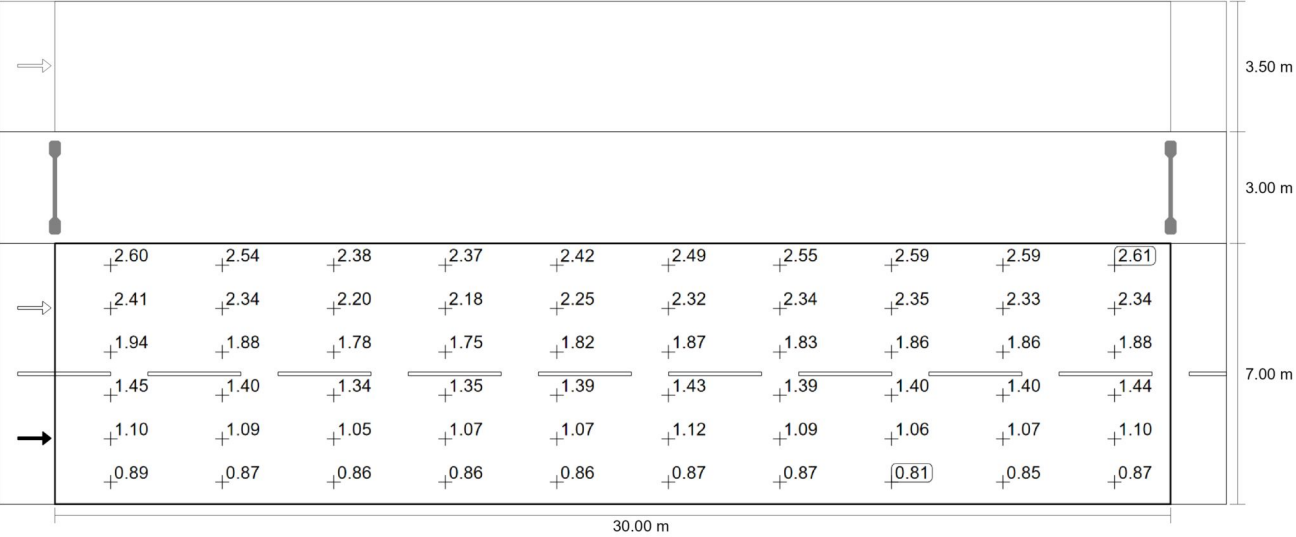 3.50 m
3.00 m
2.60 2.54 2.38 2.37 2.42 2.49 2.55 2.59 2.59 2.61
2.41 2.34 2.20 2.18 2.25 2.32 2.34 2.35 2.33 2.34
1.94 1.88 1.78 1.75 1.82 1.87 1.83 1.86 1.86 1.88
7.00 m
1.45 1.40 1.34 1.35 1.39 1.43 1.39 1.40 1.40 1.44
1.10 1.09 1.05 1.07 1.07 1.12 1.09 1.06 1.07 1.10
0.89 0.87 0.86 0.86 0.86 0.87 0.87 0.81 0.85 0.87
30.00 m